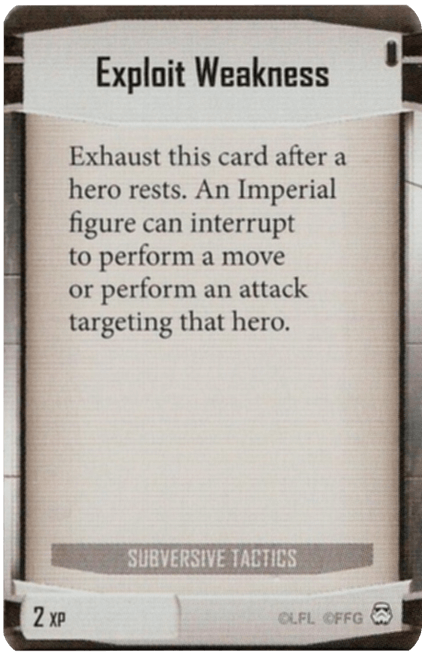 Exploit Weakness
Exhaust this card after a
hero rests. An Imperial
figure can interrupt
to perform a move
or perform an attack
targeting that hero.
SUBVERSIVE TACTICS
2 XP
©LFL ©FFG